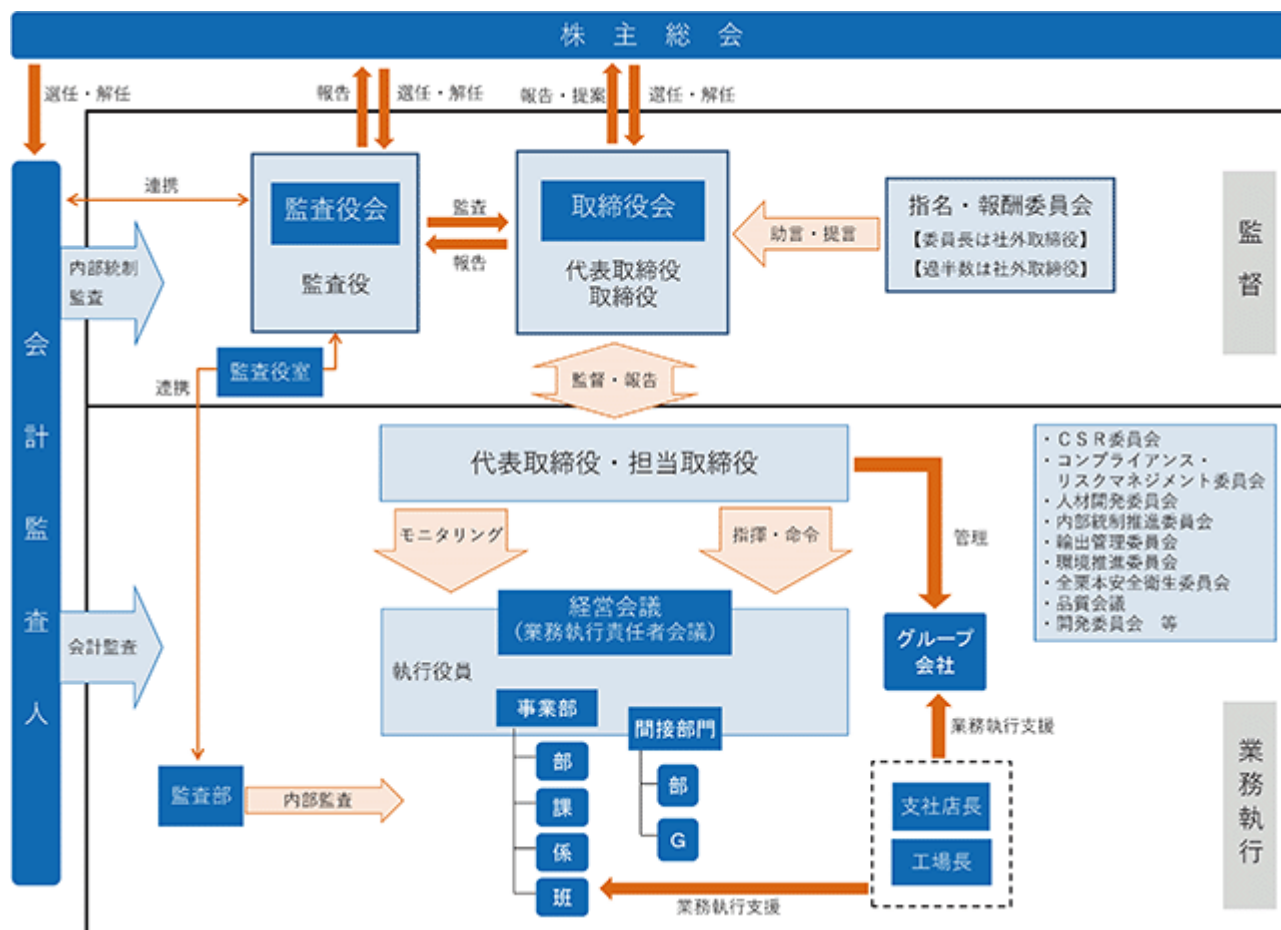 株主総会
選任・解任
報告
選任・解任
報告・提案
選任・解任
連携
監査役会
監査役
監査
報告
取締役会
代表取締役
取締役
助言・提言
指名・報酬委員会
【委員長は社外取締役】
【過半数は社外取締役】
監督
内部統制
監査
会計監査人
監査役室
連携
監督・報告
代表取締役・担当取締役
・ＣＳＲ委員会
・コンプライアンス・
リスクマネジメント委員会
・人材開発委員会
・内部統制推進委員会
・輸出管理委員会
・環境推進委員会
・全栗本安全衛生委員会
・品質会議
・開発委員会　等
モニタリング
指揮・命令
管理
経営会議
（業務執行責任者会議）
執行役員
グループ
会社
会計監査
事業部
部
課
係
班
間接部門
部
G
業務執行支援
監査部
内部監査
支社店長
工場長
業務執行支援
業務執行